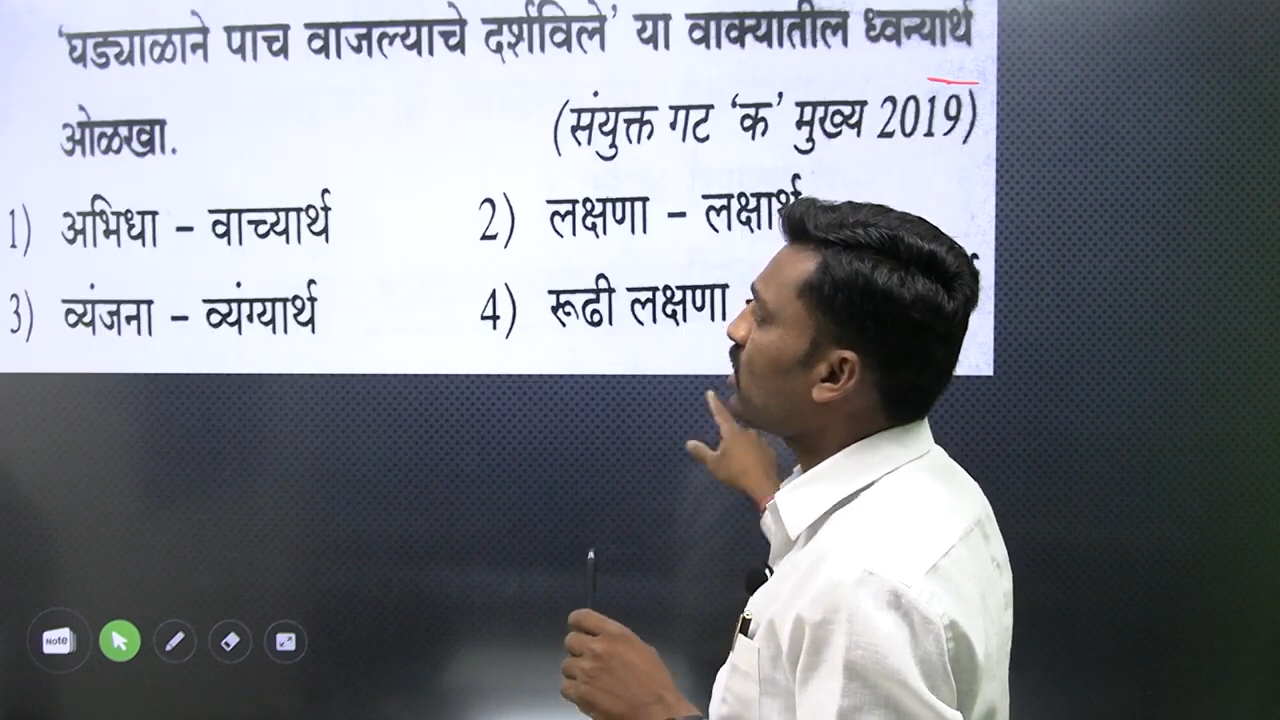 ‘घड्याळाने पाच वाजल्याचे दर्शविले’ या वाक्यातील ध्वन्यार्थ
ओळखा. (संयुक्त गट ‘क’ मुख्य 2019)
1) अभिधा – वाच्यार्थ 2) लक्षणा – लक्षार्थ
3) व्यंजना – व्यंग्यार्थ 4) रूढी लक्षणा
Note